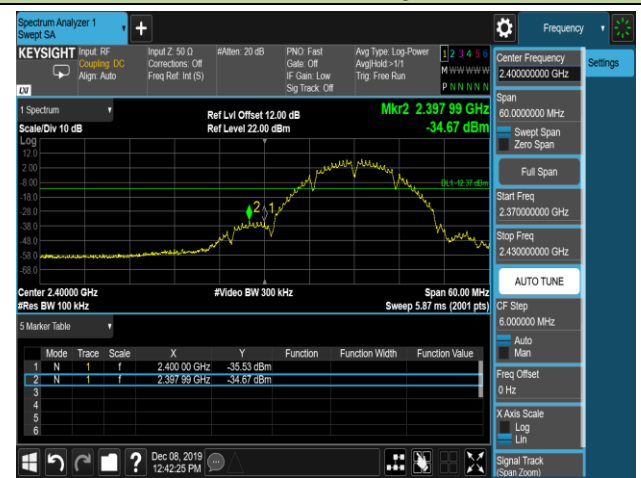 Spectrum Analyzer 1
Swept SA
+
Frequency
KEYSIGHT
Input: RF
Coupling: DC
Align: Auto
Input Z: 50 Ω
Corrections: Off
Freq Ref: Int (S)
#Atten: 20 dB
PNO: Fast
Gate: Off
IF Gain: Low
Sig Track: Off
Avg Type: Log-Power
Avg|Hold:>1/1
Trig: Free Run
1 2 3 4 5 6
M W W W W W
P N N N N N
LXI
1 Spectrum
Scale/Div 10 dB
Ref Lvl Offset 12.00 dB
Ref Level 22.00 dBm
Mkr2 2.397 99 GHz
-34.67 dBm
Log
12.0
2.00
-8.00
-18.0
-28.0
-38.0
-48.0
-58.0
-68.0
DL1 -12.37 dBm
2
1
Center 2.40000 GHz
#Video BW 300 kHz
Span 60.00 MHz
#Res BW 100 kHz
Sweep 5.87 ms (2001 pts)
5 Marker Table
Mode Trace Scale X Y Function Function Width Function Value
1 N 1 f 2.400 00 GHz -35.53 dBm
2 N 1 f 2.397 99 GHz -34.67 dBm
3
4
5
6
Dec 08, 2019
12:42:25 PM
Center Frequency
2.400000000 GHz
Settings
Span
60.0000000 MHz
Swept Span
Zero Span
Full Span
Start Freq
2.370000000 GHz
Stop Freq
2.430000000 GHz
AUTO TUNE
CF Step
6.000000 MHz
Auto
Man
Freq Offset
0 Hz
X Axis Scale
Log
Lin
Signal Track
(Span Zoom)